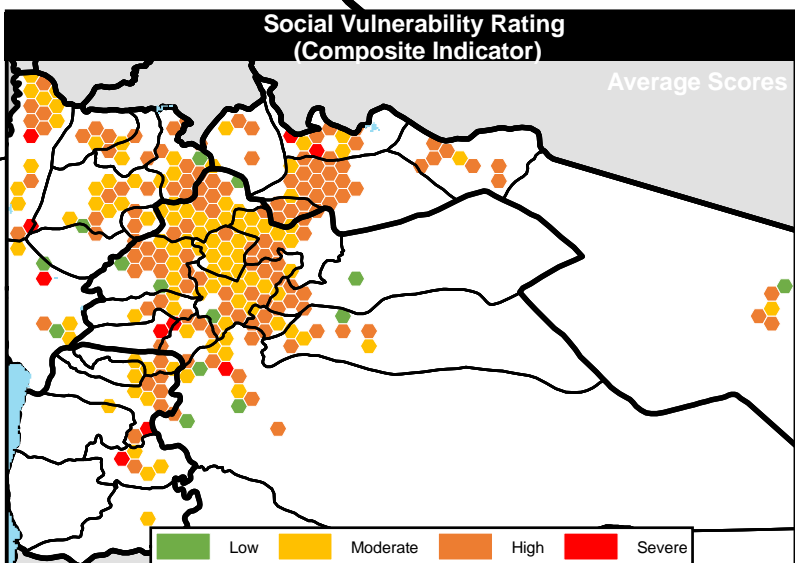 Social Vulnerability Rating
(Composite Indicator)
Average Scores
Low
Moderate
High
Severe